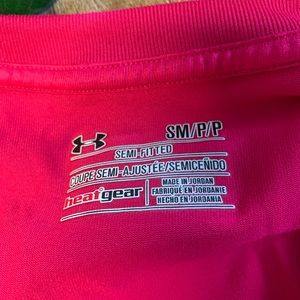 SM/P/P
SEMI-FITTED
COUPE SEMI-AJUSTÉE/SEMICEÑIDO
heatgear
MADE IN JORDAN
FABRIQUÉ EN JORDANIE
HECHO EN JORDANIA